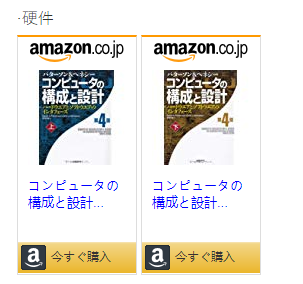 ·硬件
amazon.co.jp
パターソン&ヘネシー
コンピュータの
構成と設計
ハードウエアとソフトウエアの
インタフェース
第4版
上
コンピュータの
構成と設計...
今すぐ購入
amazon.co.jp
パターソン&ヘネシー
コンピュータの
構成と設計
ハードウエアとソフトウエアの
インタフェース
第4版
下
コンピュータの
構成と設計...
今すぐ購入